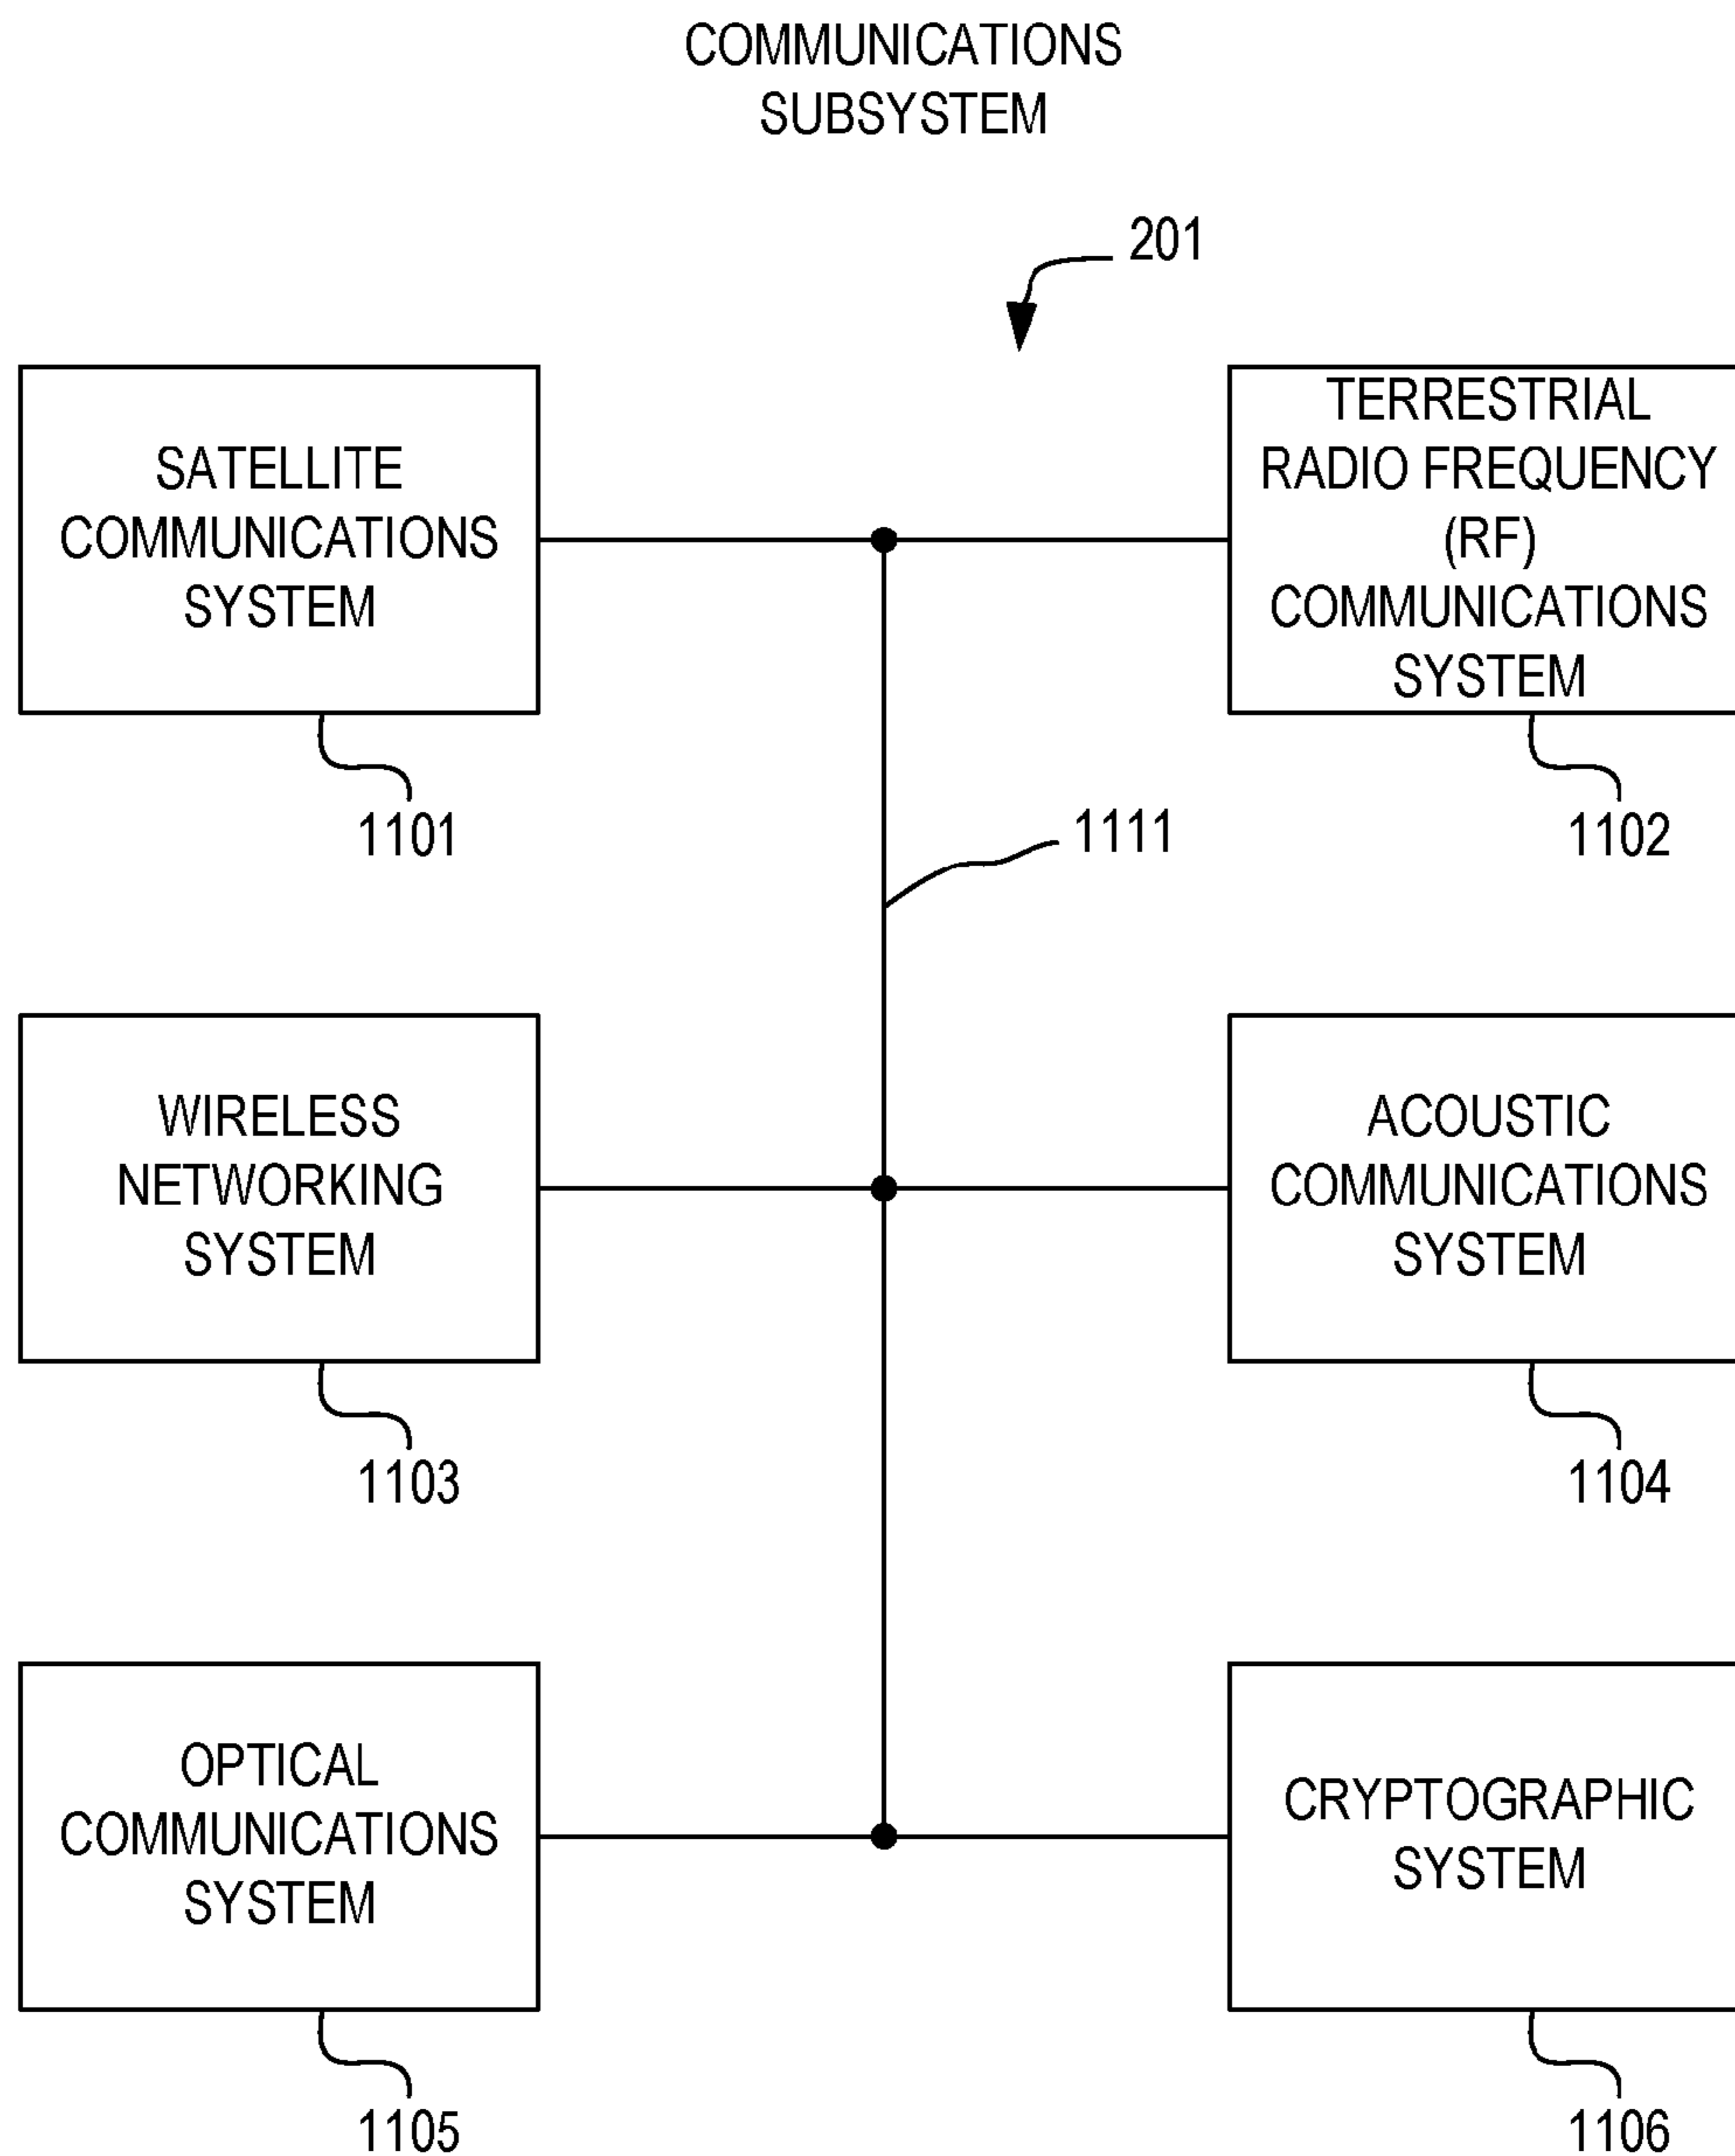 COMMUNICATIONS
SUBSYSTEM
201
SATELLITE
COMMUNICATIONS
SYSTEM
1101
TERRESTRIAL
RADIO FREQUENCY
(RF)
COMMUNICATIONS
SYSTEM
1102
1111
WIRELESS
NETWORKING
SYSTEM
1103
ACOUSTIC
COMMUNICATIONS
SYSTEM
1104
OPTICAL
COMMUNICATIONS
SYSTEM
1105
CRYPTOGRAPHIC
SYSTEM
1106